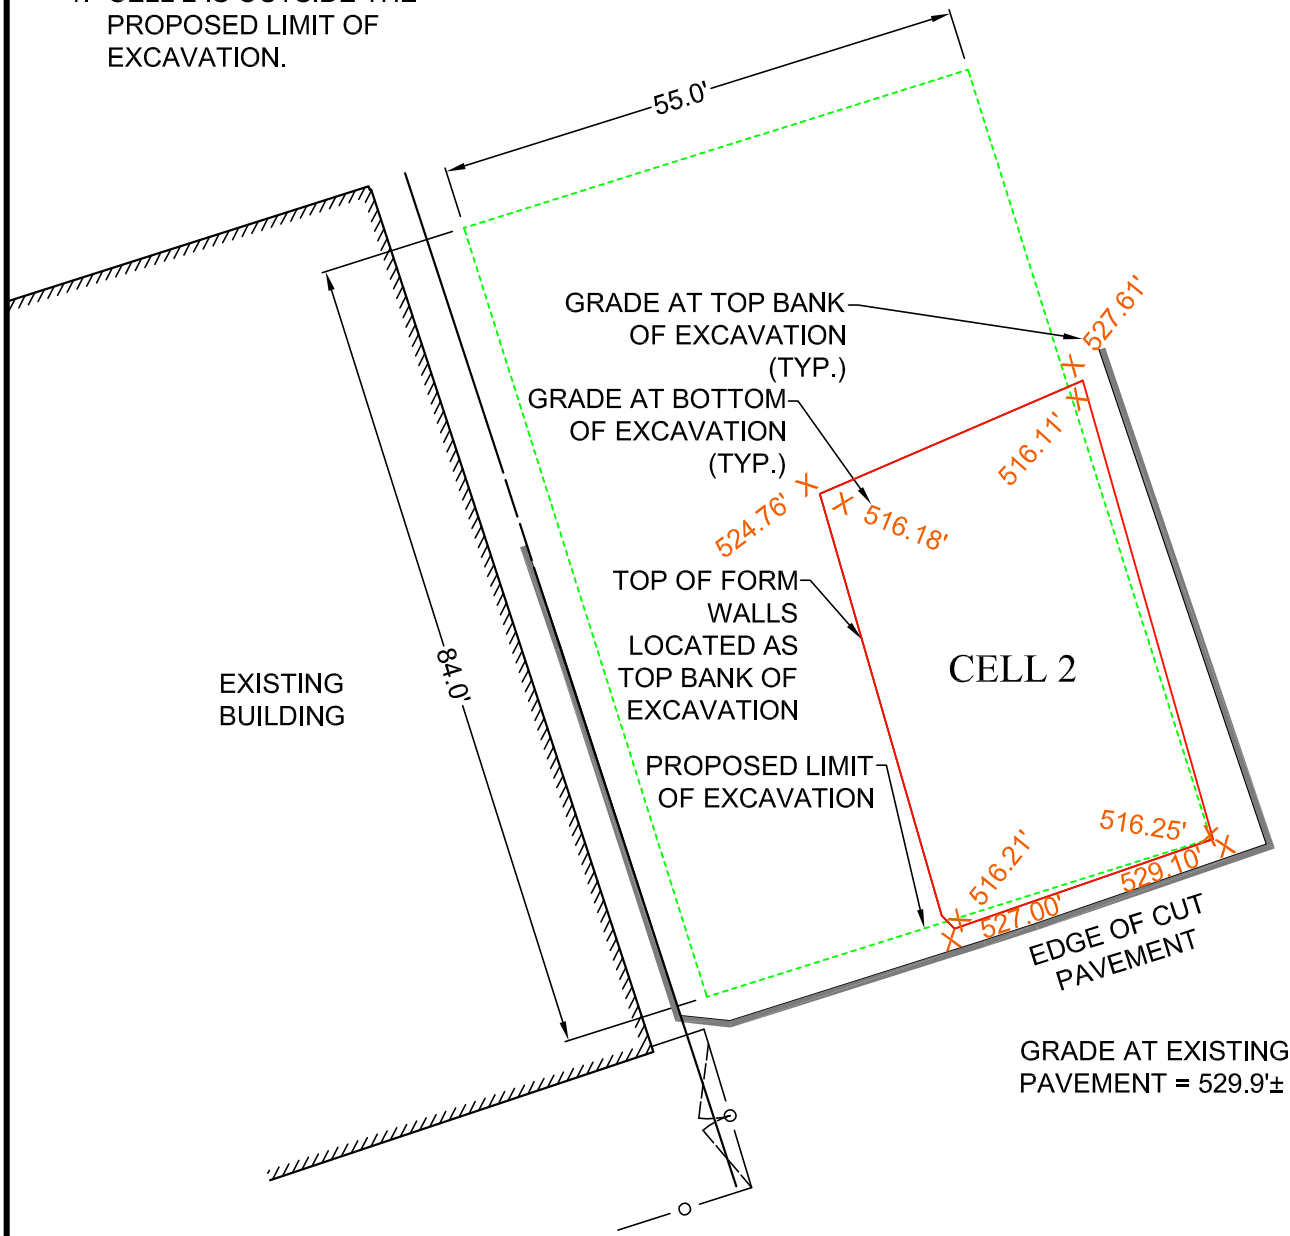 PROPOSED LIMIT OF
EXCAVATION.
55.0'
527.61'
GRADE AT TOP BANK
OF EXCAVATION
(TYP.)
GRADE AT BOTTOM
OF EXCAVATION
(TYP.)
516.11'
524.76'
516.18'
TOP OF FORM
WALLS
LOCATED AS
TOP BANK OF
EXCAVATION
CELL 2
84.0'
EXISTING
BUILDING
PROPOSED LIMIT
OF EXCAVATION
516.25'
516.21'
529.10'
527.00'
EDGE OF CUT
PAVEMENT
GRADE AT EXISTING
PAVEMENT = 529.9'±